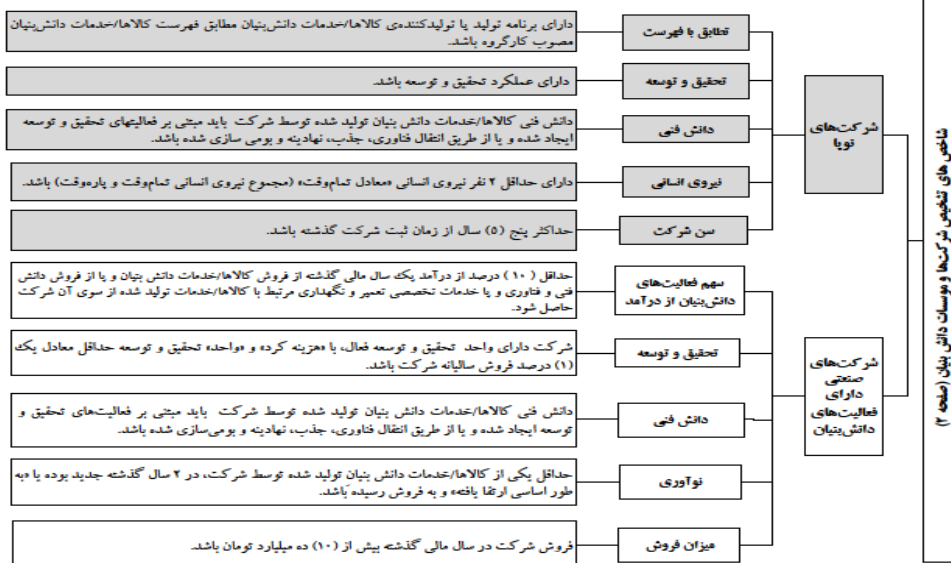 شاخص های تشخیص شرکت‌ها و موسسات دانش بنیان (صفحه ۲)
شرکت‌های
نوپا
تطابق با فهرست
دارای برنامه تولید یا تولیدکننده‌ی کالاها/خدمات دانش‌بنیان مطابق فهرست کالاها/خدمات دانش‌بنیان
مصوب کارگروه باشد.
تحقیق و توسعه
دارای عملکرد تحقیق و توسعه باشد.
دانش فنی
دانش فنی کالاها/خدمات دانش بنیان تولید شده توسط شرکت باید مبتنی بر فعالیتهای تحقیق و توسعه
ایجاد شده و یا از طریق انتقال فناوری، جذب، نهادینه و بومی سازی شده باشد.
نیروی انسانی
دارای حداقل ۲ نفر نیروی انسانی «معادل تمام‌وقت» (مجموع نیروی انسانی تمام‌وقت و پاره‌وقت) باشد.
سن شرکت
حداکثر پنج (۵) سال از زمان ثبت شرکت گذشته باشد.
شرکت‌های
صنعتی
دارای
فعالیت‌های
دانش‌بنیان
سهم فعالیت‌های
دانش‌بنیان از درآمد
حداقل ( ۱۰ ) درصد از درآمد یک سال مالی گذشته از فروش کالاها/خدمات دانش بنیان و یا از فروش دانش
فنی و فناوری و یا خدمات تخصصی تعمیر و نگهداری مرتبط با کالاها/خدمات تولید شده از سوی آن شرکت
حاصل شود.
تحقیق و توسعه
شرکت دارای واحد تحقیق و توسعه فعال، با «هزینه کرد» و «واحد» تحقیق و توسعه حداقل معادل یک
(۱) درصد فروش سالیانه شرکت باشد.
دانش فنی
دانش فنی کالاها/خدمات دانش بنیان تولید شده توسط شرکت باید مبتنی بر فعالیت‌های تحقیق و
توسعه ایجاد شده و یا از طریق انتقال فناوری، جذب، نهادینه و بومی‌سازی شده باشد.
نوآوری
حداقل یکی از کالاها/خدمات دانش بنیان تولید شده توسط شرکت، در ۲ سال گذشته جدید بوده یا «به
طور اساسی ارتقا یافته» و به فروش رسیده باشد.
میزان فروش
فروش شرکت در سال مالی گذشته بیش از (۱۰) ده میلیارد تومان باشد.